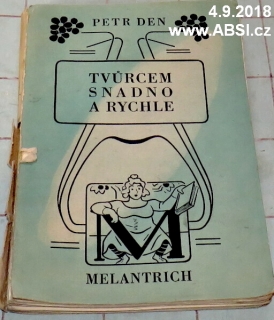 4.9.2018
www.ABSI.cz
PETR DEN
TVŮRCEM
SNADNO
A RYCHLE
M
MELANTRICH